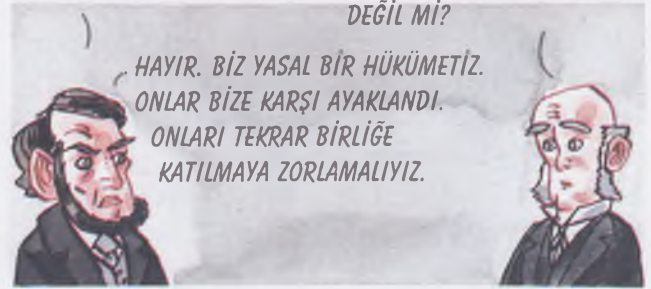 DEĞİL Mİ?
HAYIR. BİZ YASAL BİR HÜKÜMETİZ.
ONLAR BİZE KARŞI AYAKLANDI.
ONLARI TEKRAR BİRLİĞE
KATILMAYA ZORLAMALIYIZ.